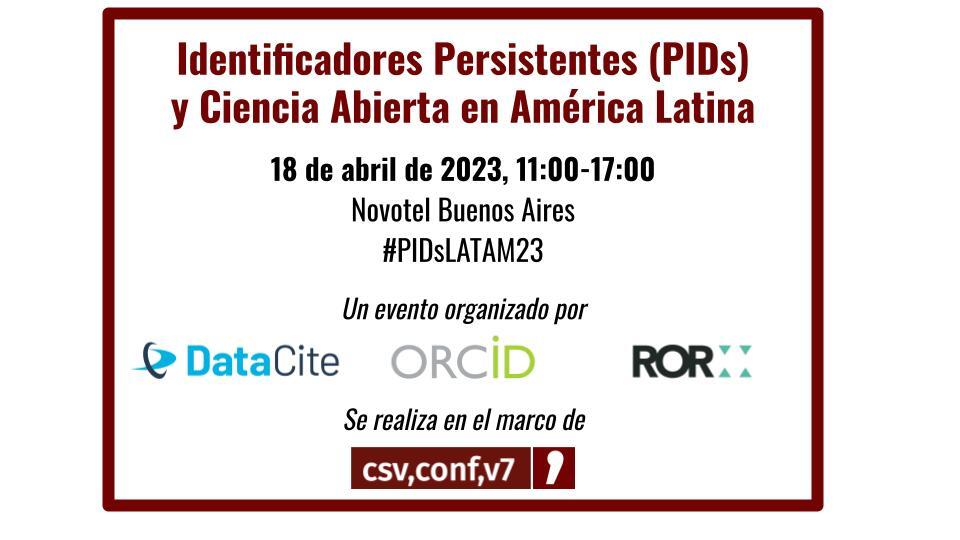 Identificadores Persistentes (PIDs)
y Ciencia Abierta en América Latina
18 de abril de 2023, 11:00-17:00
Novotel Buenos Aires
#PIDsLATAM23
Un evento organizado por
DataCite ORCID ROR
Se realiza en el marco de
csv,conf,v7 ,